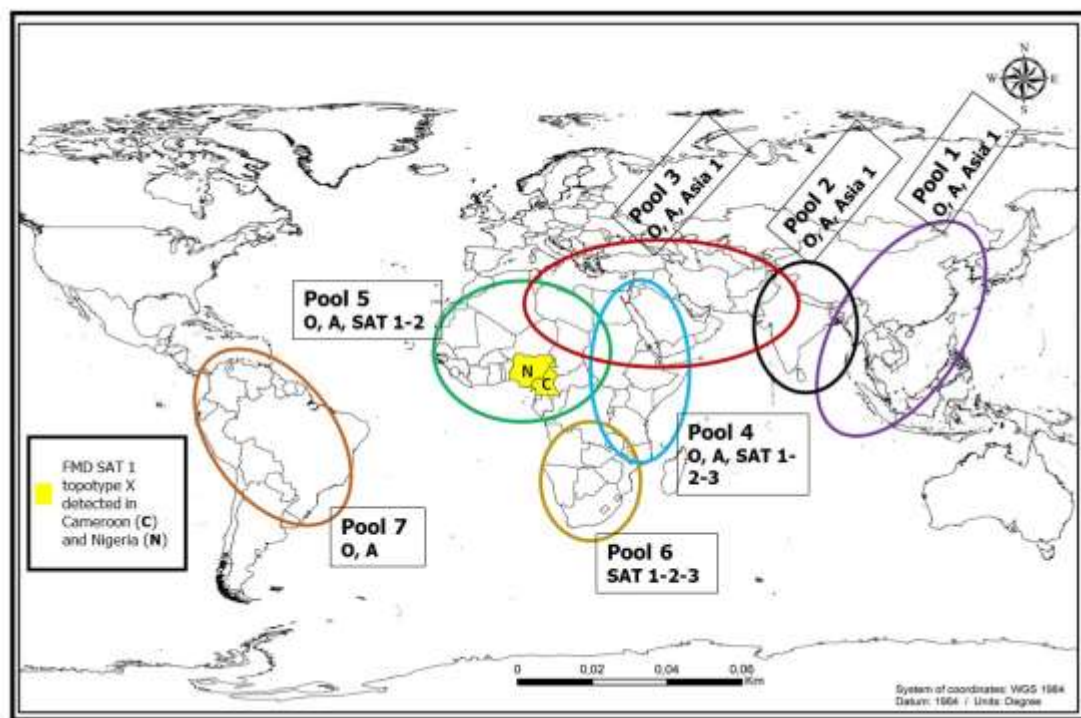 N
W
E
S
Pool 3
O, A, Asia 1
Pool 2
O, A, Asia 1
Pool 1
O, A, Asia 1
Pool 5
O, A, SAT 1-2
N
C
Pool 4
O, A, SAT 1-
2-3
FMD SAT 1
topotype X
detected in
Cameroon (C)
and Nigeria (N)
Pool 7
O, A
Pool 6
SAT 1-2-3
0 0,02 0,04 0,06
Km
System of coordinates: WGS 1984
Datum: 1984 / Units: Degree